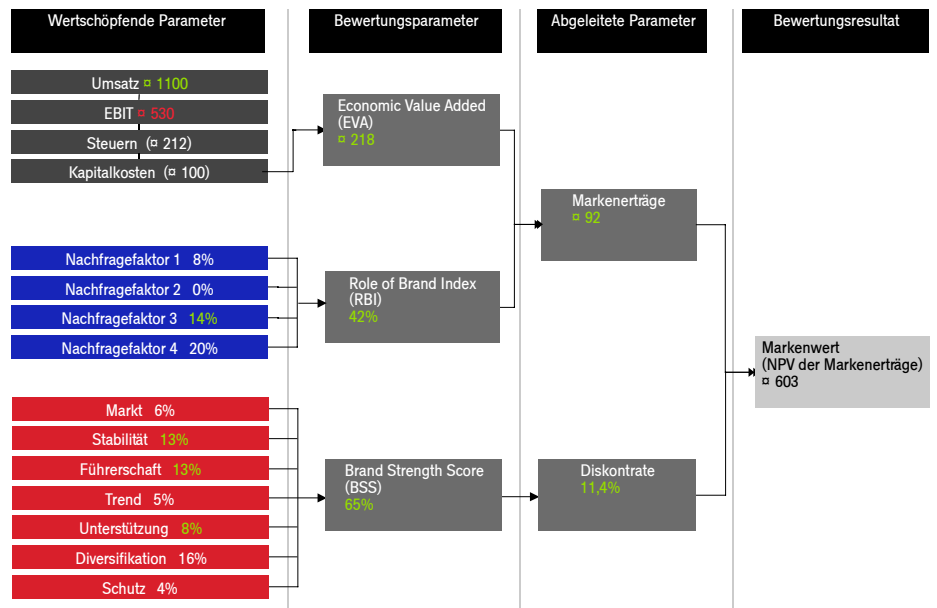 Wertschöpfende Parameter
Bewertungsparameter
Abgeleitete Parameter
Bewertungsresultat
Umsatz ¤ 1100
EBIT ¤ 530
Steuern (¤ 212)
Kapitalkosten (¤ 100)
Economic Value Added
(EVA)
¤ 218
Markenerträge
¤ 92
Nachfragefaktor 1 8%
Nachfragefaktor 2 0%
Nachfragefaktor 3 14%
Nachfragefaktor 4 20%
Role of Brand Index
(RBI)
42%
Markenwert
(NPV der Markenerträge)
¤ 603
Markt 6%
Stabilität 13%
Führerschaft 13%
Trend 5%
Unterstützung 8%
Diversifikation 16%
Schutz 4%
Brand Strength Score
(BSS)
65%
Diskontrate
11,4%